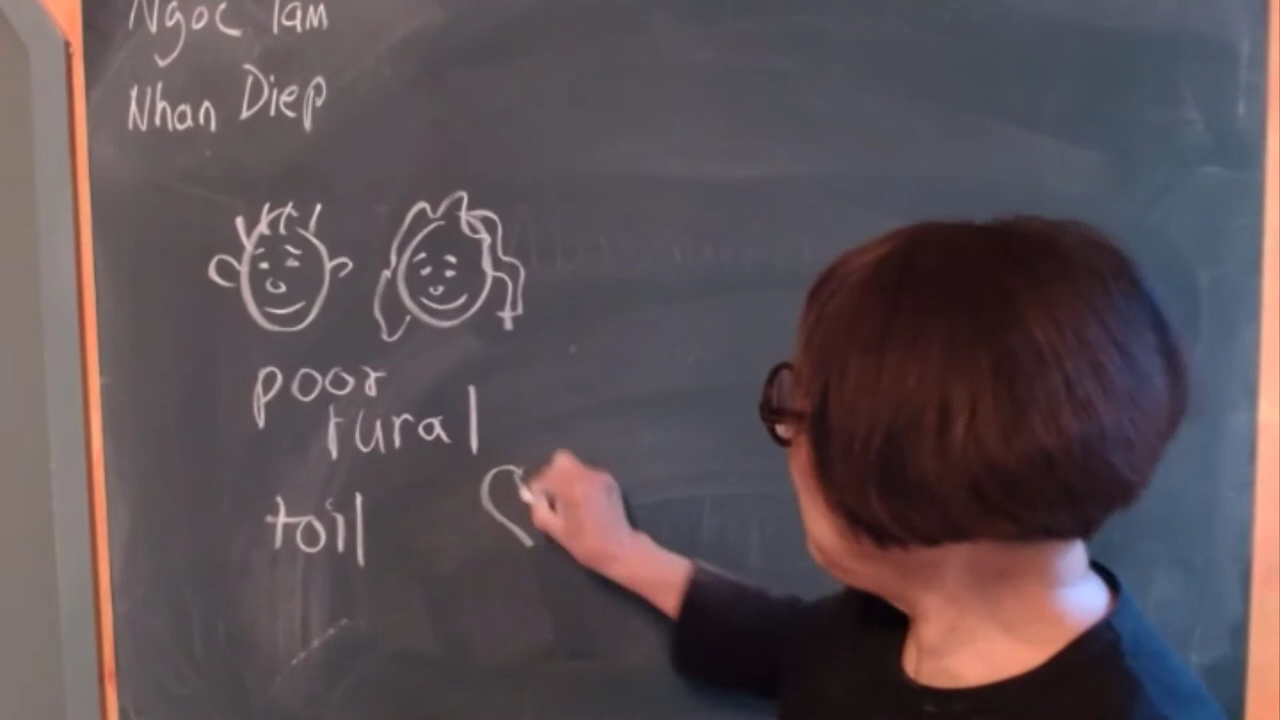 Ngoc Tam
Nhan Diep
poor
rural
toil